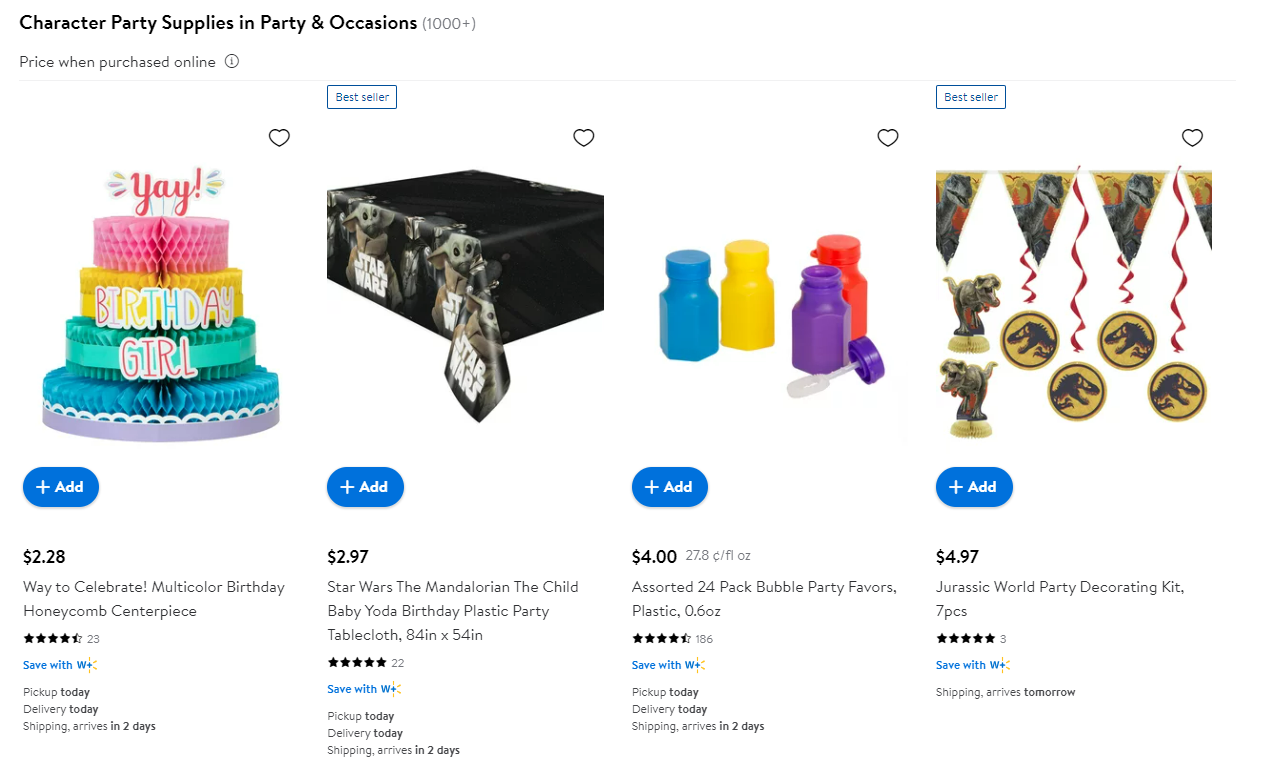 Character Party Supplies in Party & Occasions (1000+)
Price when purchased online
Best seller
Best seller
Yay!
BIRTHDAY
GIRL
STAR
WARS
STAR
WARS
+ Add
+ Add
+ Add
+ Add
$2.28
Way to Celebrate! Multicolor Birthday
Honeycomb Centerpiece
23
Save with W+
Pickup today
Delivery today
Shipping, arrives in 2 days
$2.97
Star Wars The Mandalorian The Child
Baby Yoda Birthday Plastic Party
Tablecloth, 84in x 54in
22
Save with W+
Pickup today
Delivery today
Shipping, arrives in 2 days
$4.00 27.8 ¢/fl oz
Assorted 24 Pack Bubble Party Favors,
Plastic, 0.6oz
186
Save with W+
Pickup today
Delivery today
Shipping, arrives in 2 days
$4.97
Jurassic World Party Decorating Kit,
7pcs
3
Save with W+
Shipping, arrives tomorrow